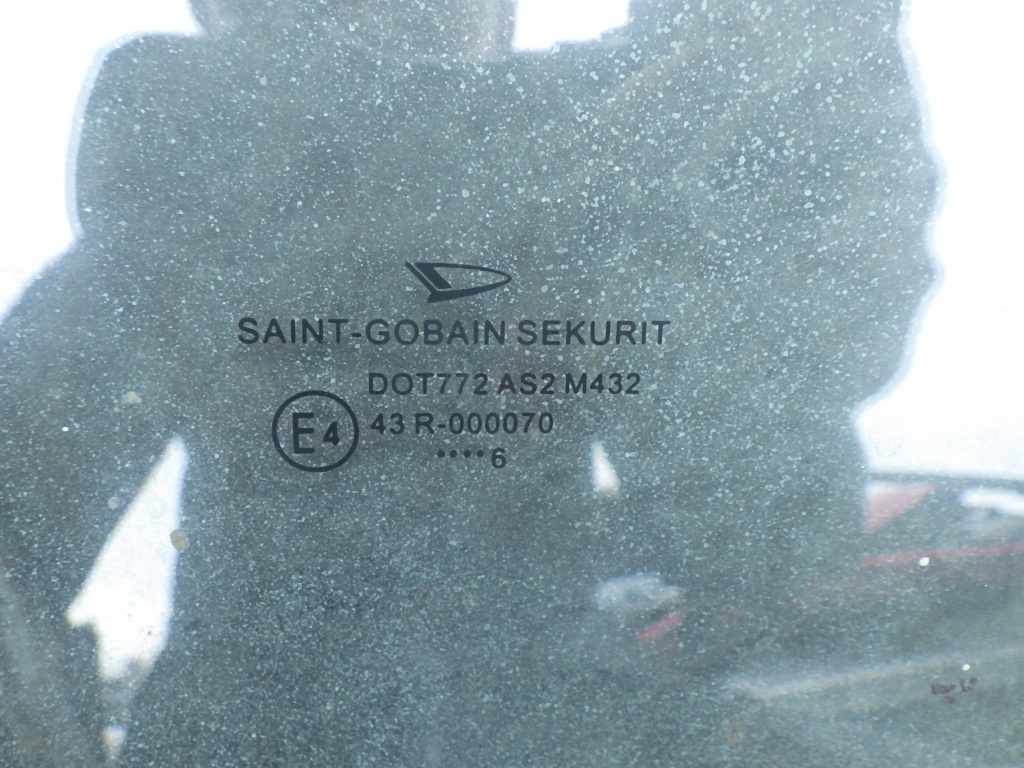 SAINT-GOBAIN SEKURIT
DOT772 AS2 M432
E4 43 R-000070
····6